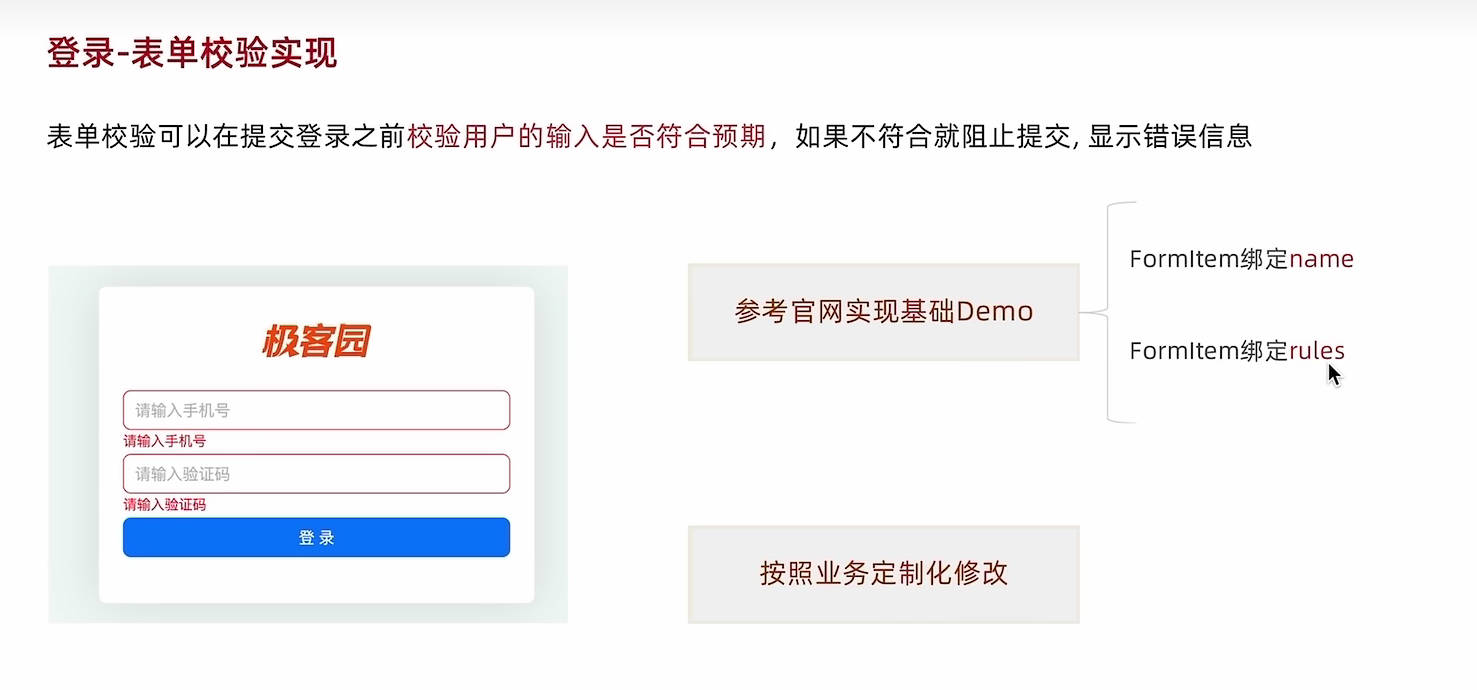 登录-表单校验实现
表单校验可以在提交登录之前校验用户的输入是否符合预期，如果不符合就阻止提交, 显示错误信息
极客园
请输入手机号
请输入手机号
请输入验证码
请输入验证码
登 录
参考官网实现基础Demo
FormItem绑定name
FormItem绑定rules
按照业务定制化修改